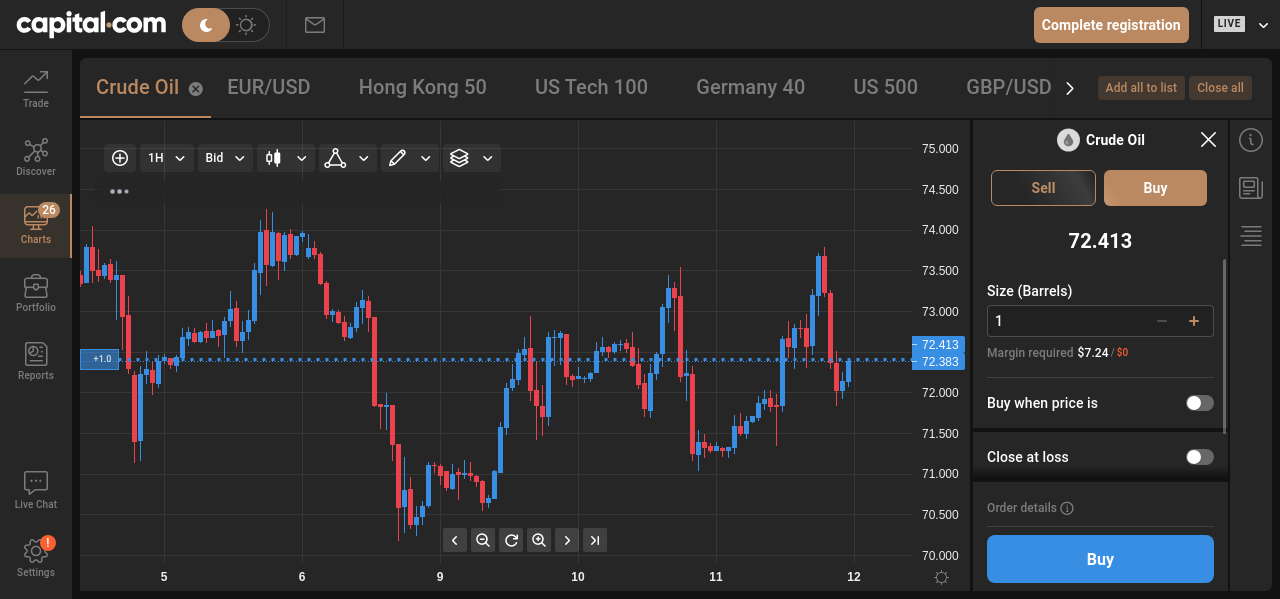 capital.com
Complete registration
LIVE
Trade
Discover
26
Charts
Portfolio
Reports
Live Chat
!
Settings
Crude Oil
EUR/USD
Hong Kong 50
US Tech 100
Germany 40
US 500
GBP/USD
Add all to list
Close all
1H
Bid
+1.0
75.000
74.500
74.000
73.500
73.000
72.413
72.383
72.000
71.500
71.000
70.500
70.000
5
6
9
10
11
12
Crude Oil
Sell
Buy
72.413
Size (Barrels)
1
Margin required $7.24 / $0
Buy when price is
Close at loss
Order details
Buy